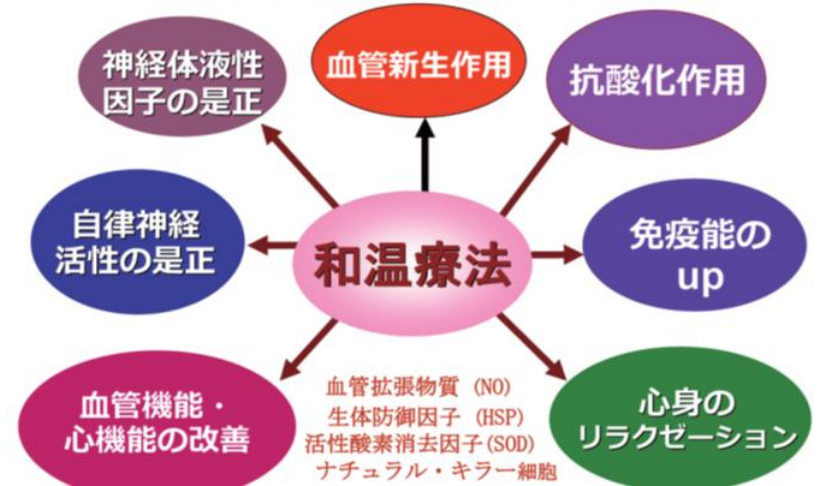 神経体液性
因子の是正
血管新生作用
抗酸化作用
自律神経
活性の是正
和温療法
免疫能の
up
血管機能・
心機能の改善
血管拡張物質 (NO)
生体防御因子 (HSP)
活性酸素消去因子(SOD)
ナチュラル・キラー細胞
心身の
リラクゼーション